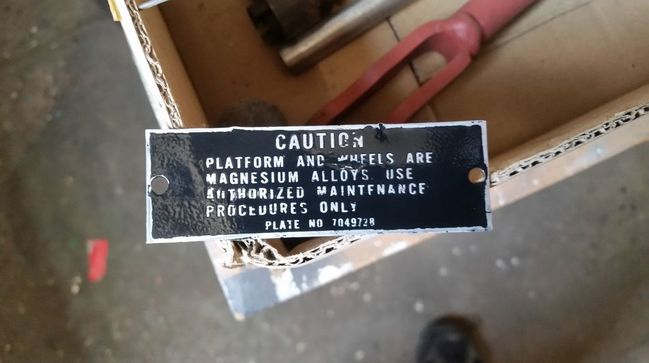 CAUTION
PLATFORM AND WHEELS ARE
MAGNESIUM ALLOYS. USE
AUTHORIZED MAINTENANCE
PROCEDURES ONLY
PLATE NO 7049728